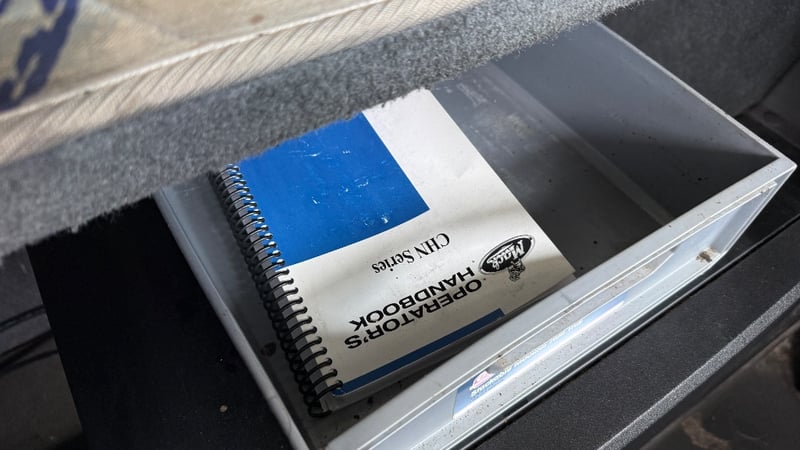 Mack
OPERATOR'S
HANDBOOK
CHN Series